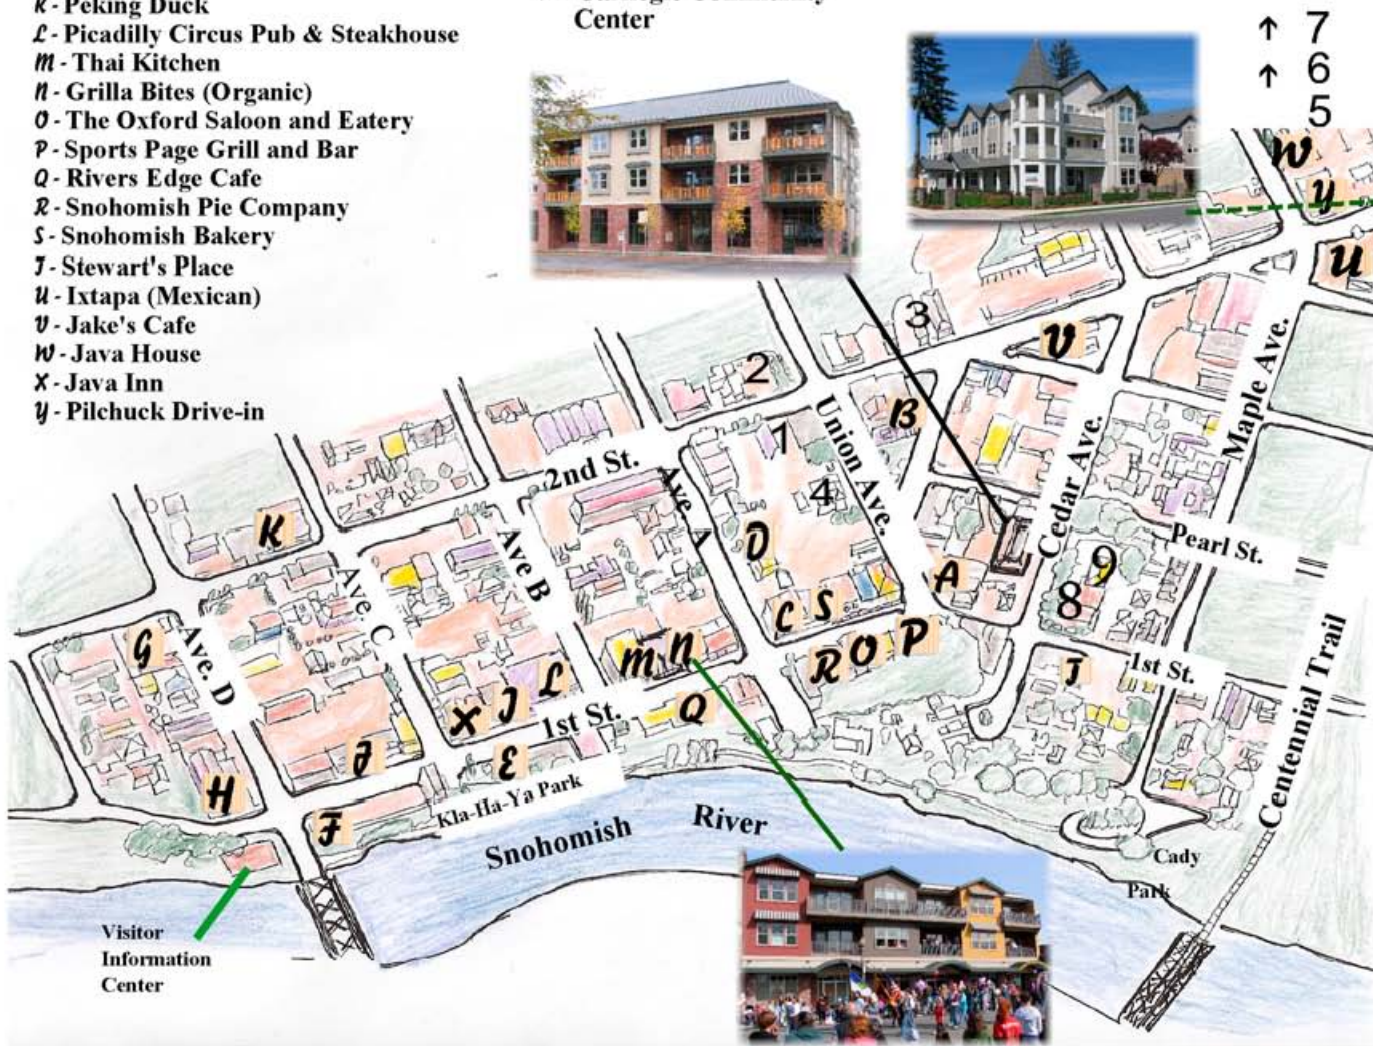 K - Peking Duck
L - Picadilly Circus Pub & Steakhouse
M - Thai Kitchen
N - Grilla Bites (Organic)
O - The Oxford Saloon and Eatery
P - Sports Page Grill and Bar
Q - Rivers Edge Cafe
R - Snohomish Pie Company
S - Snohomish Bakery
T - Stewart's Place
U - Ixtapa (Mexican)
V - Jake's Cafe
W - Java House
X - Java Inn
Y - Pilchuck Drive-in
Community
Center
↑ 7
↑ 6
5
W
Y
U
3
V
2
B
Union Ave.
Maple Ave.
1
2nd St.
4
Ave. A
Cedar Ave.
K
D
Pearl St.
Ave B
9
A
8
Ave. C
C
S
G
Ave. D
M
N
R
O
P
T
1st St.
Centennial Trail
L
X
J
1st St.
Q
E
H
Kla-Ha-Ya Park
F
Snohomish River
Cady
Park
Visitor
Information
Center